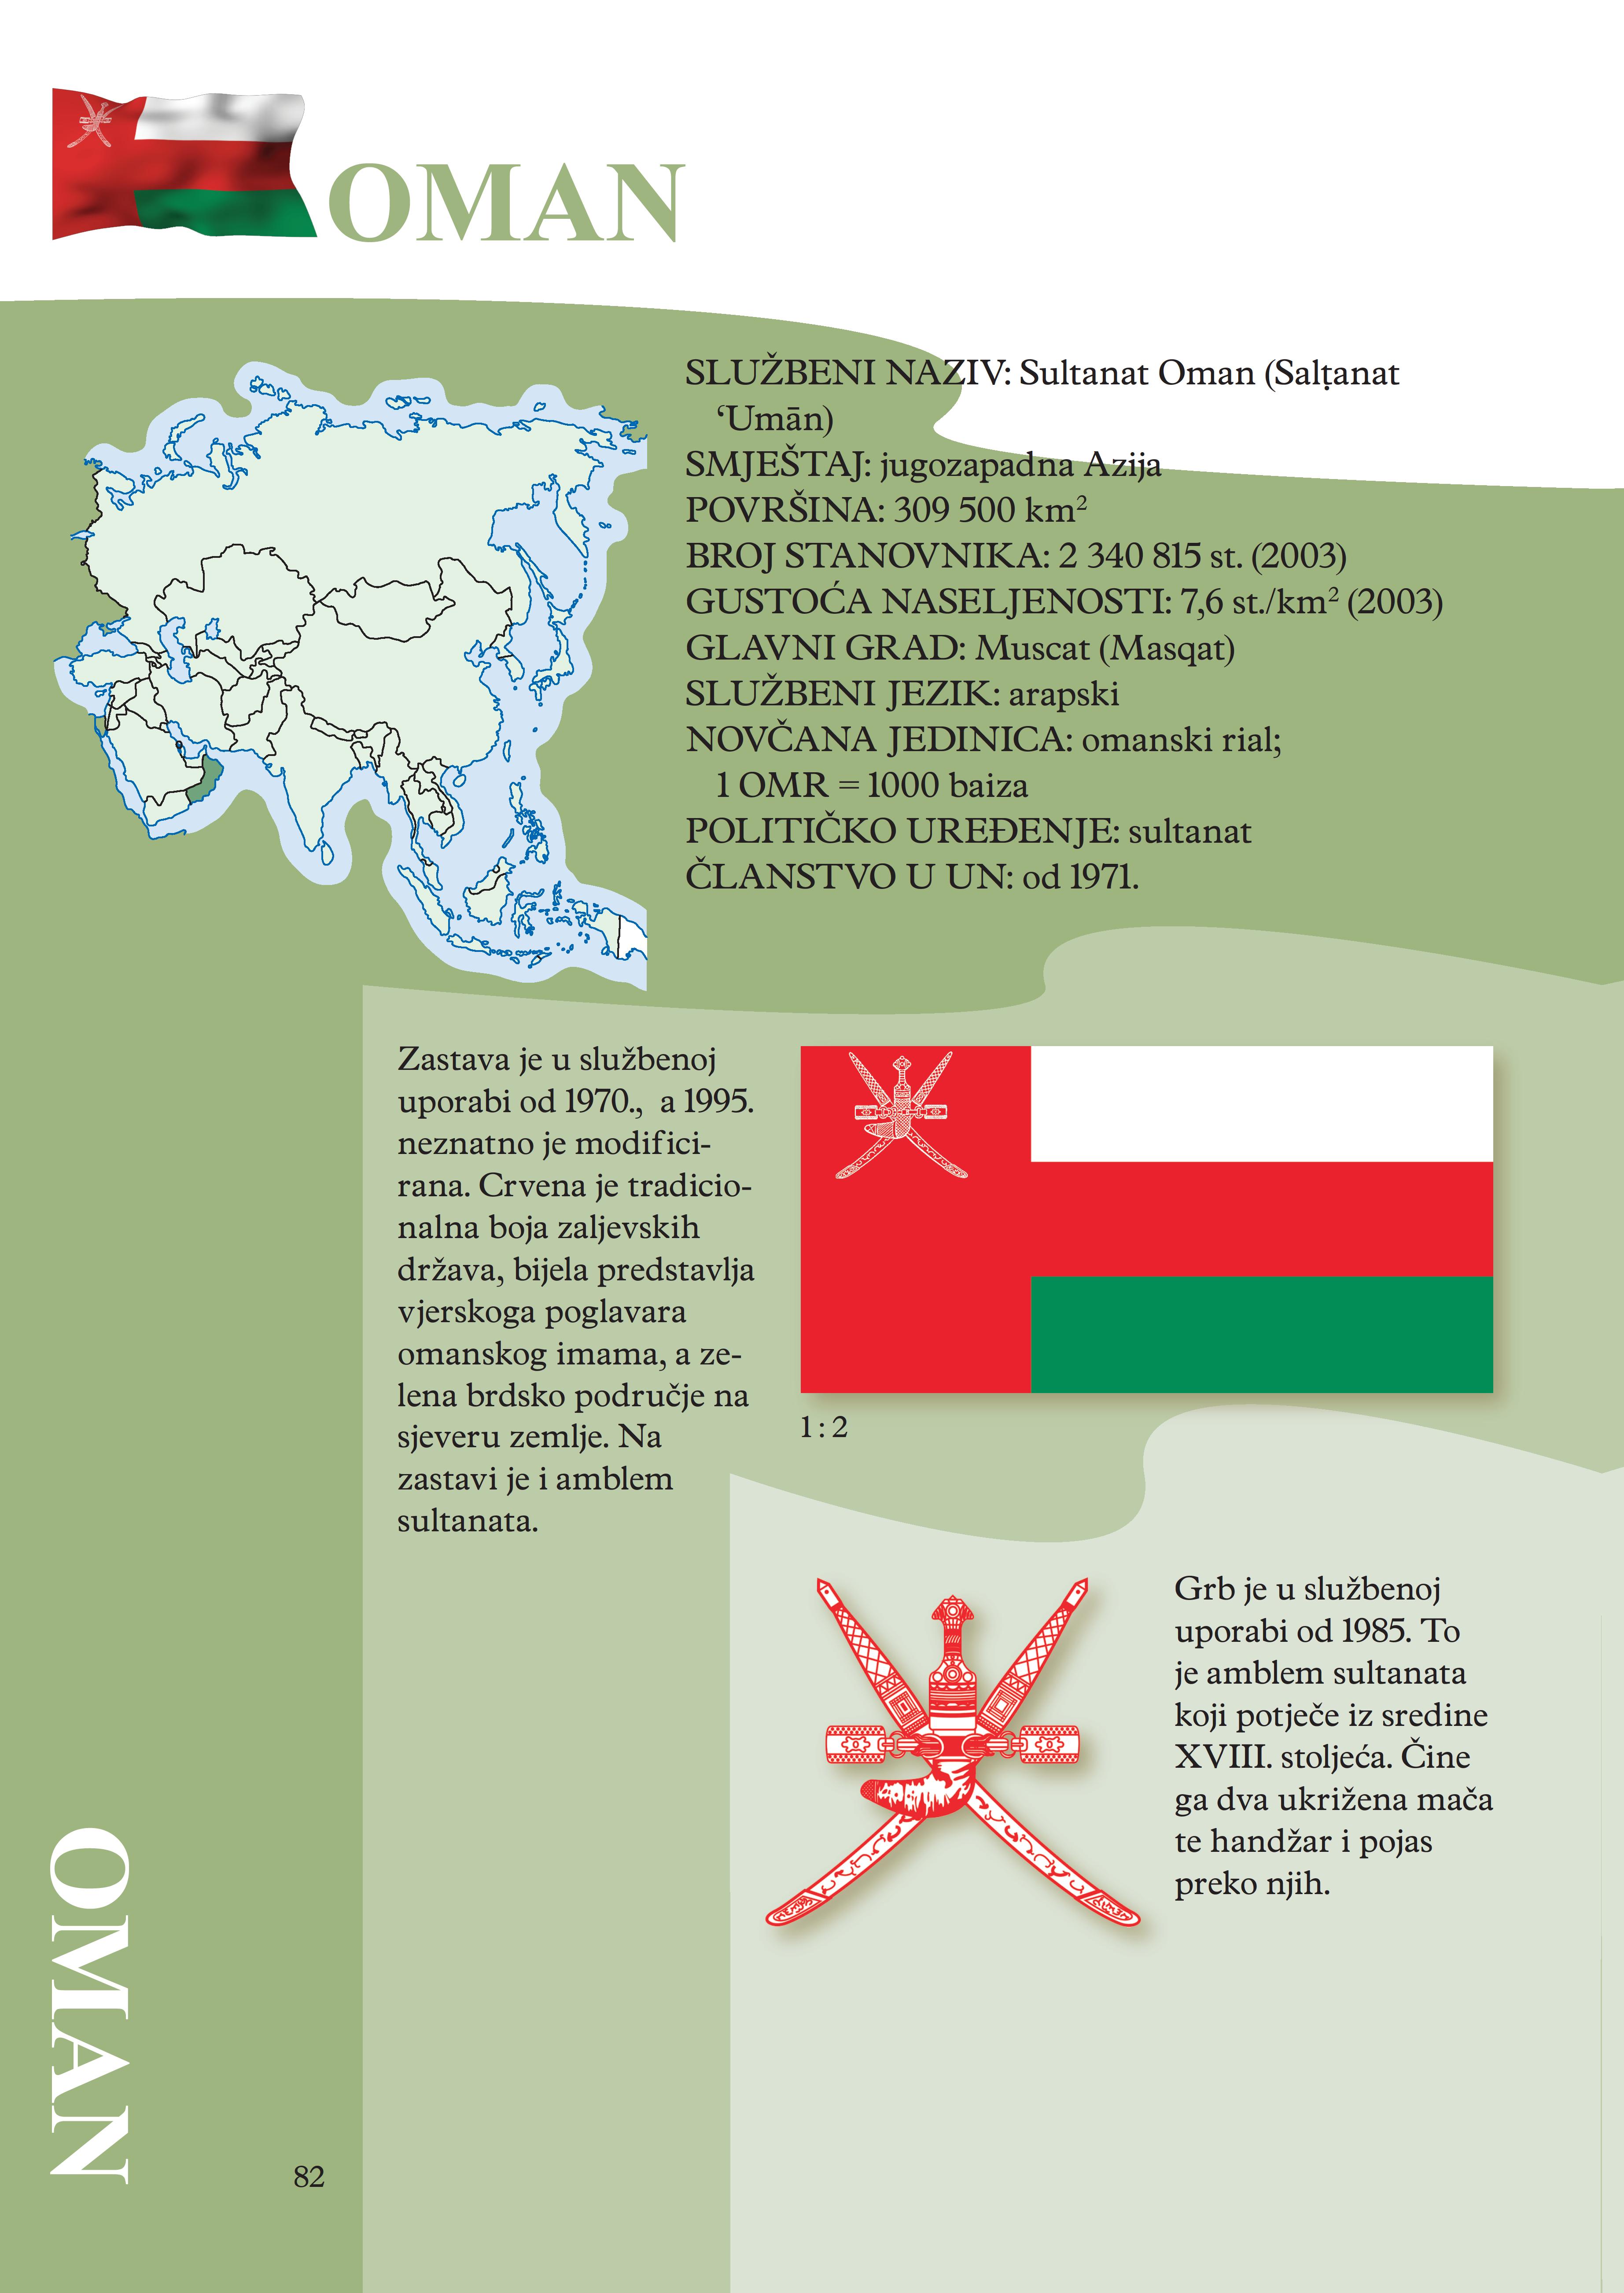 OMAN
SLUŽBENI NAZIV: Sultanat Oman (Salṭanat
‘Umān)
SMJEŠTAJ: jugozapadna Azija
POVRŠINA: 309 500 km²
BROJ STANOVNIKA: 2 340 815 st. (2003)
GUSTOĆA NASELJENOSTI: 7,6 st./km² (2003)
GLAVNI GRAD: Muscat (Masqat)
SLUŽBENI JEZIK: arapski
NOVČANA JEDINICA: omanski rial;
1 OMR = 1000 baiza
POLITIČKO UREĐENJE: sultanat
ČLANSTVO U UN: od 1971.
Zastava je u službenoj
uporabi od 1970., a 1995.
neznatno je modifici-
rana. Crvena je tradicio-
nalna boja zaljevskih
država, bijela predstavlja
vjerskoga poglavara
omanskog imama, a ze-
lena brdsko područje na
sjeveru zemlje. Na
zastavi je i amblem
sultanata.
1 : 2
Grb je u službenoj
uporabi od 1985. To
je amblem sultanata
koji potječe iz sredine
XVIII. stoljeća. Čine
ga dva ukrižena mača
te handžar i pojas
preko njih.
OMAN
82